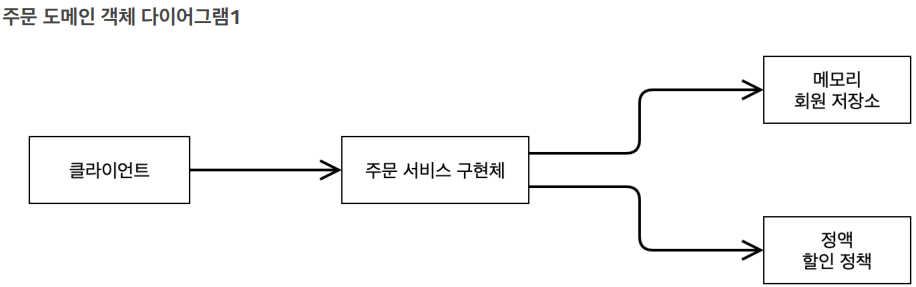 주문 도메인 객체 다이어그램1
클라이언트
주문 서비스 구현체
메모리
회원 저장소
정액
할인 정책